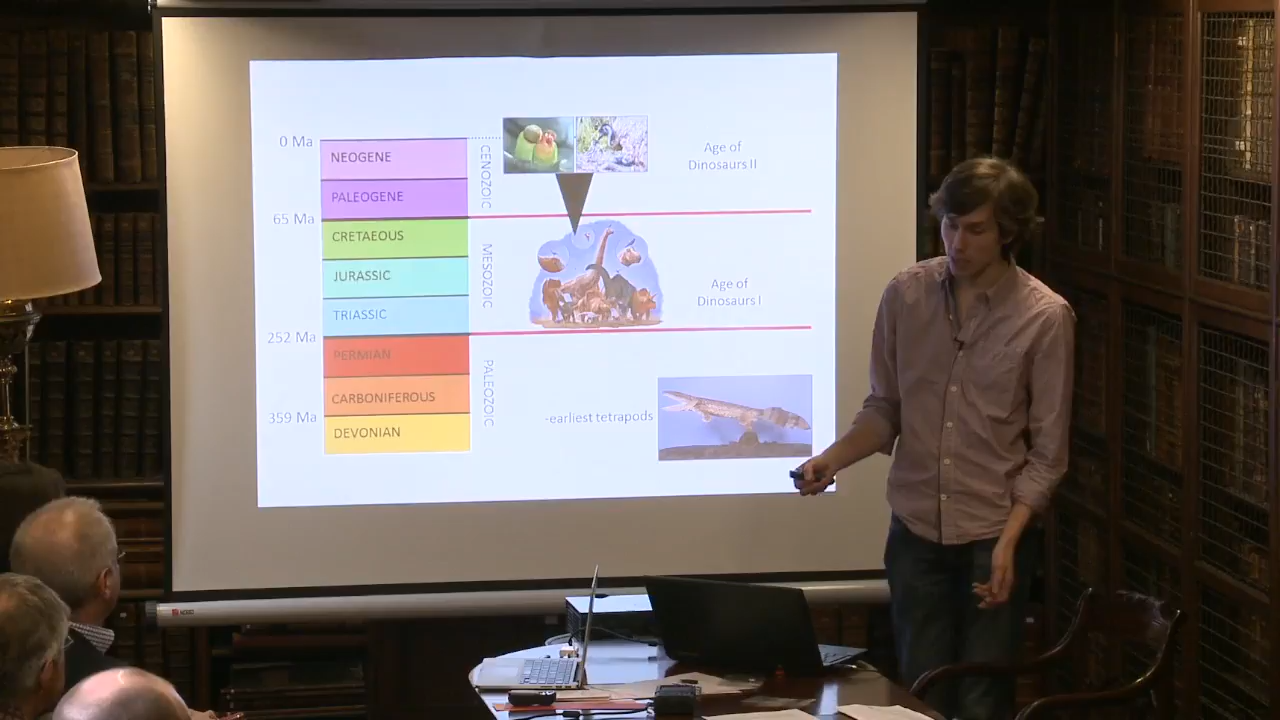 0 Ma
NEOGENE
CENOZOIC
Age of
Dinosaurs II
PALEOGENE
65 Ma
CRETAEOUS
MESOZOIC
JURASSIC
Age of
Dinosaurs I
TRIASSIC
252 Ma
PERMIAN
PALEOZOIC
CARBONIFEROUS
359 Ma
-earliest tetrapods
DEVONIAN